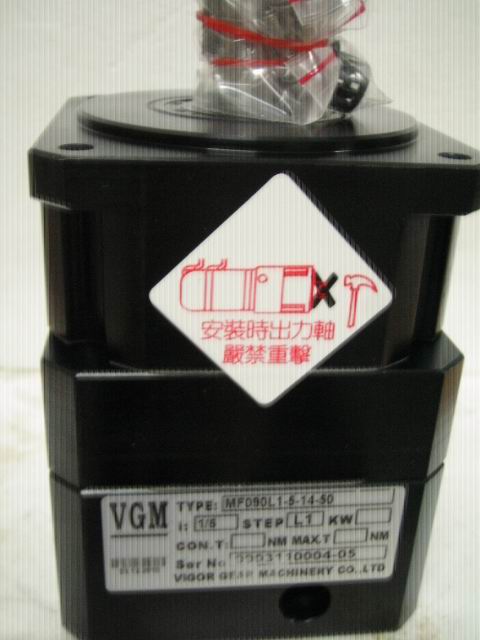 安裝時出力軸
嚴禁重擊
VGM
TYPE: MF090L1-5-14-50
i: 1/5 STEP L1 KW
CON.T: NM MAX.T NM
Ser No 2203110004-05
VIGOR GEAR MACHINERY CO.,LTD